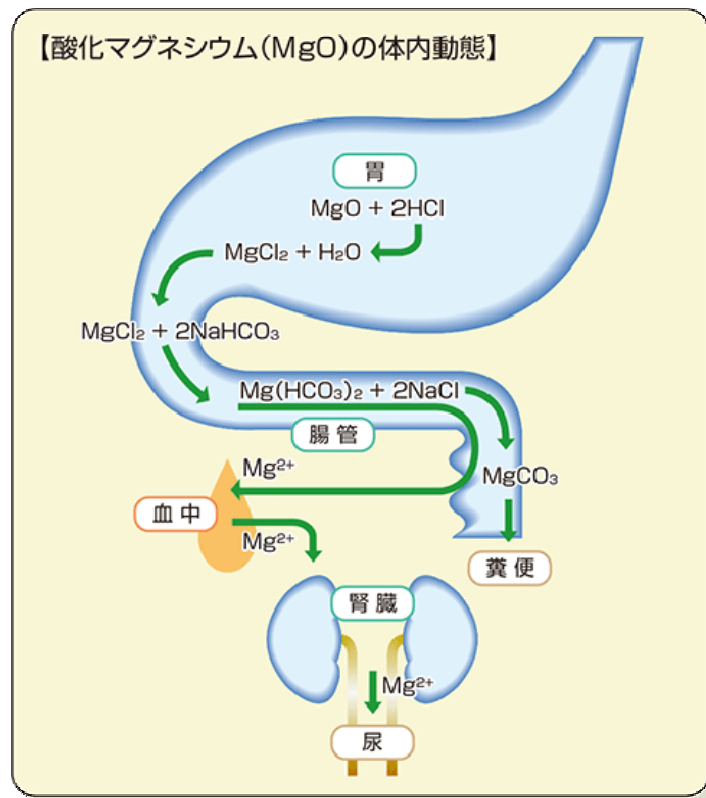 【酸化マグネシウム(MgO)の体内動態】
胃
MgO + 2HCl
MgCl₂ + H₂O
MgCl₂ + 2NaHCO₃
Mg(HCO₃)₂ + 2NaCl
腸管
Mg²⁺
MgCO₃
血中
Mg²⁺
糞便
腎臓
Mg²⁺
尿